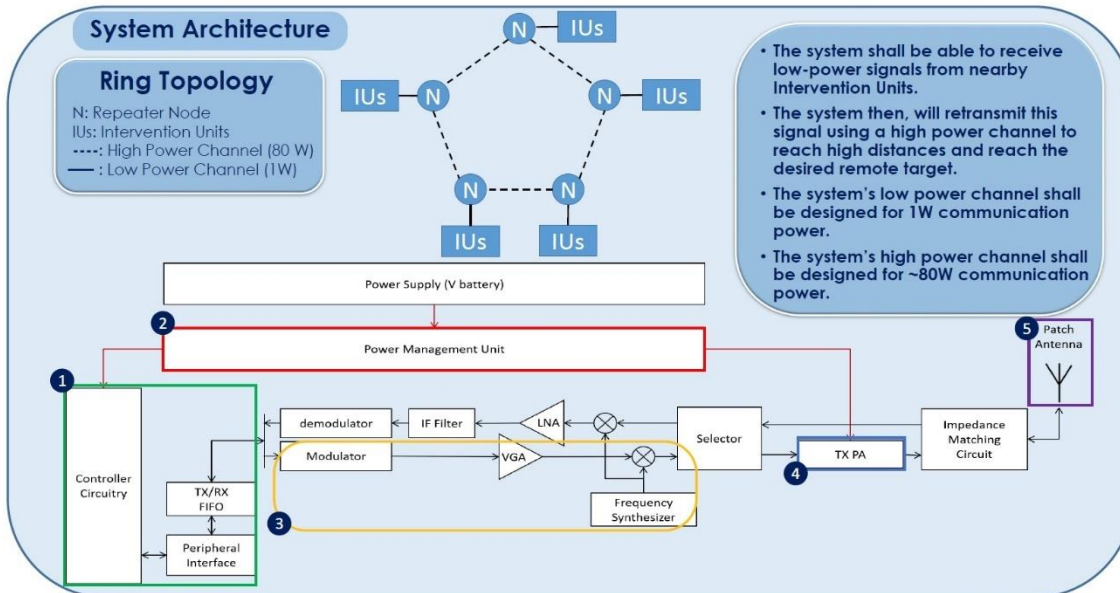 System Architecture
Ring Topology
N: Repeater Node
IUs: Intervention Units
----: High Power Channel (80 W)
— : Low Power Channel (1W)
N
IUs
IUs
N
N
IUs
N
N
IUs
IUs
• The system shall be able to receive
low-power signals from nearby
Intervention Units.
• The system then, will retransmit this
signal using a high power channel to
reach high distances and reach the
desired remote target.
• The system's low power channel shall
be designed for 1W communication
power.
• The system's high power channel shall
be designed for ~80W communication
power.
Power Supply (V battery)
2
Power Management Unit
5
Patch
Antenna
1
Controller
Circuitry
TX/RX
FIFO
Peripheral
Interface
demodulator
IF Filter
LNA
Modulator
VGA
Frequency
Synthesizer
3
Selector
TX PA
4
Impedance
Matching
Circuit